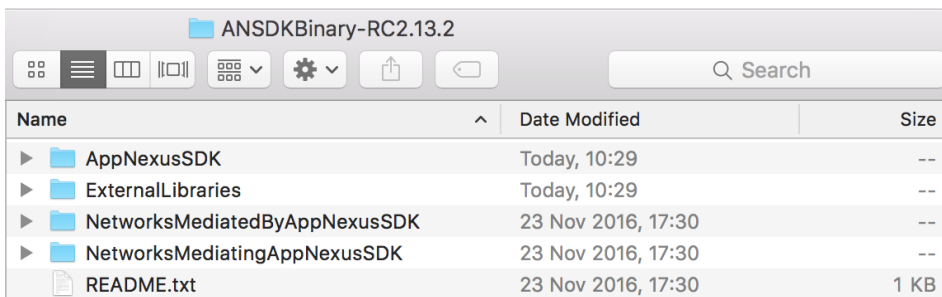 ANSDKBinary-RC2.13.2
Search
Name Date Modified Size
AppNexusSDK Today, 10:29 --
ExternalLibraries Today, 10:29 --
NetworksMediatedByAppNexusSDK 23 Nov 2016, 17:30 --
NetworksMediatingAppNexusSDK 23 Nov 2016, 17:30 --
README.txt 23 Nov 2016, 17:30 1 KB